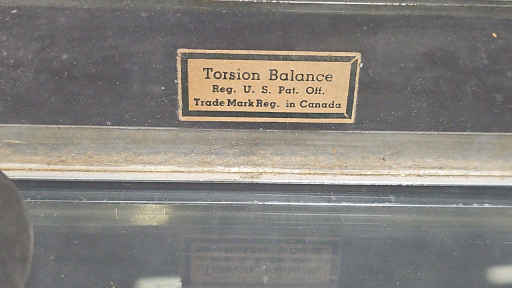 Torsion Balance
Reg. U. S. Pat. Off.
Trade Mark Reg. in Canada